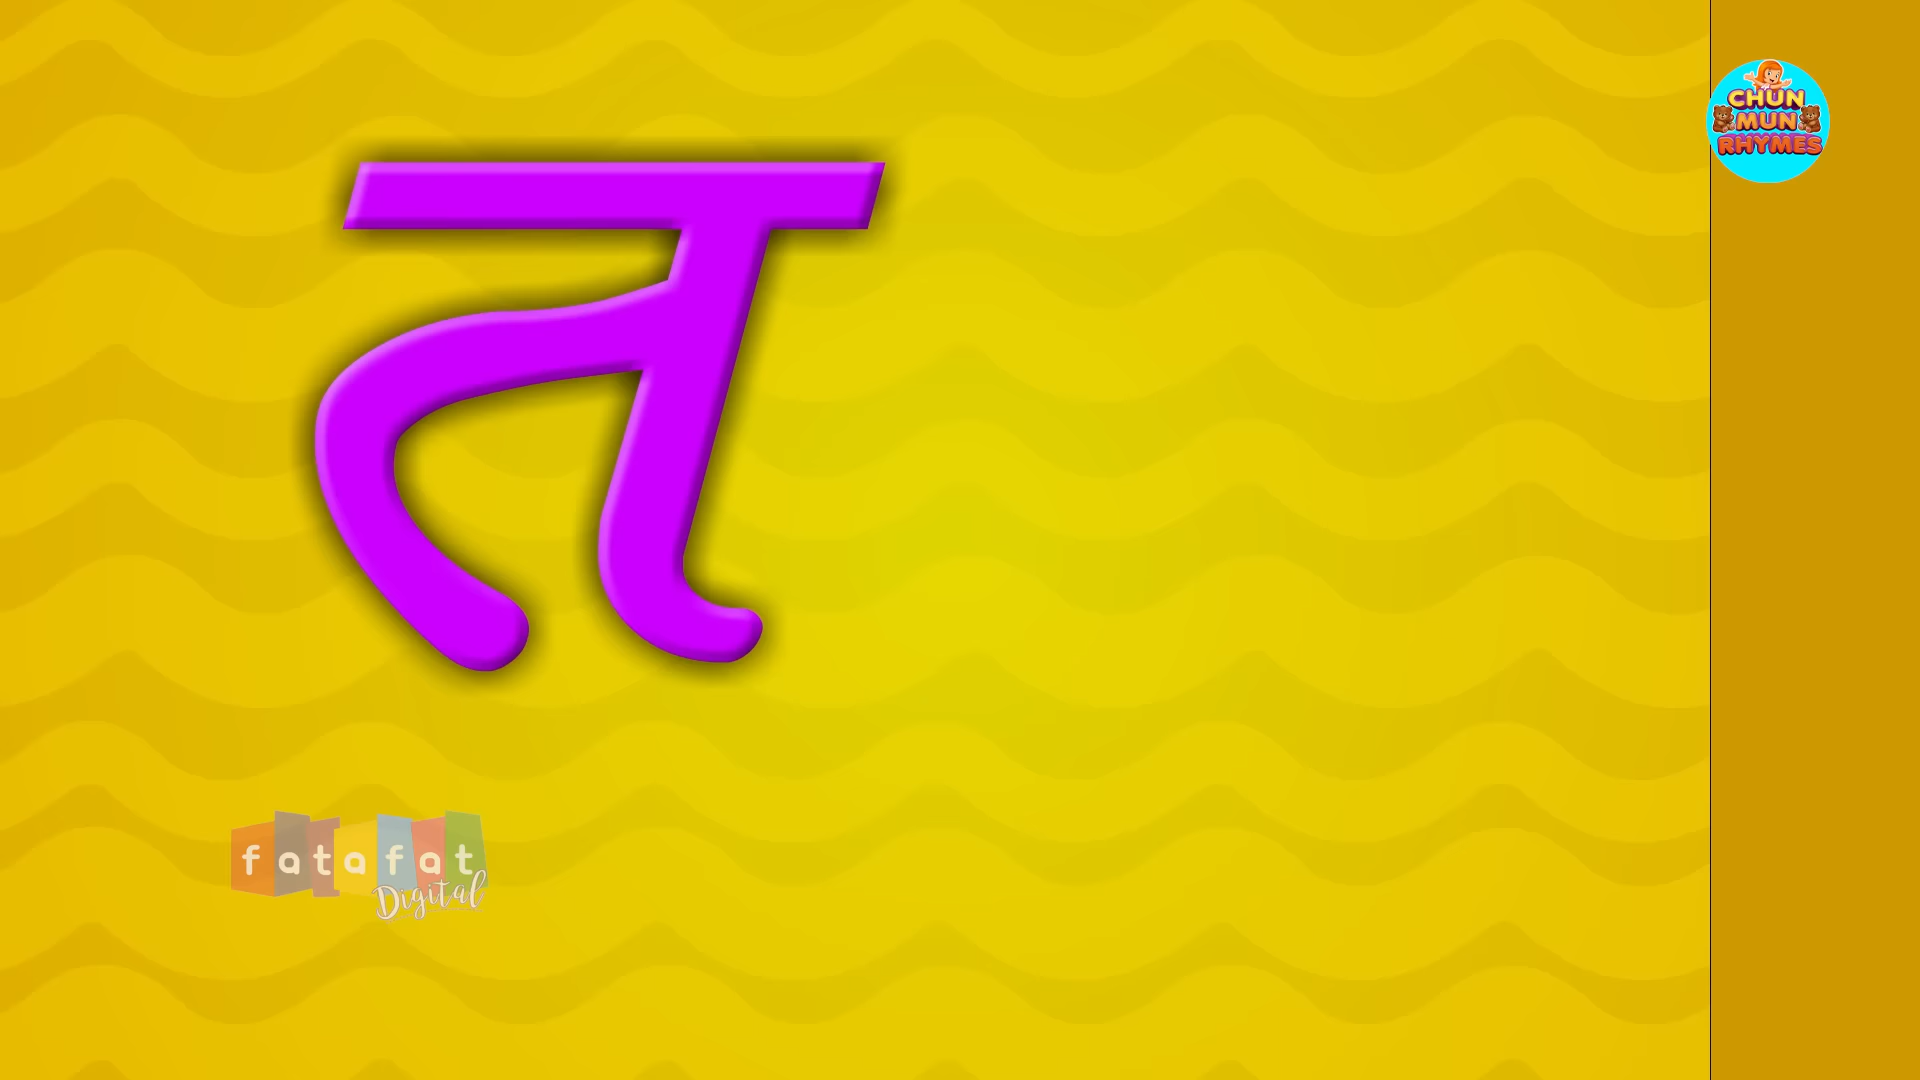 CHUN
MUN
RHYMES
त
fatafat
Digital